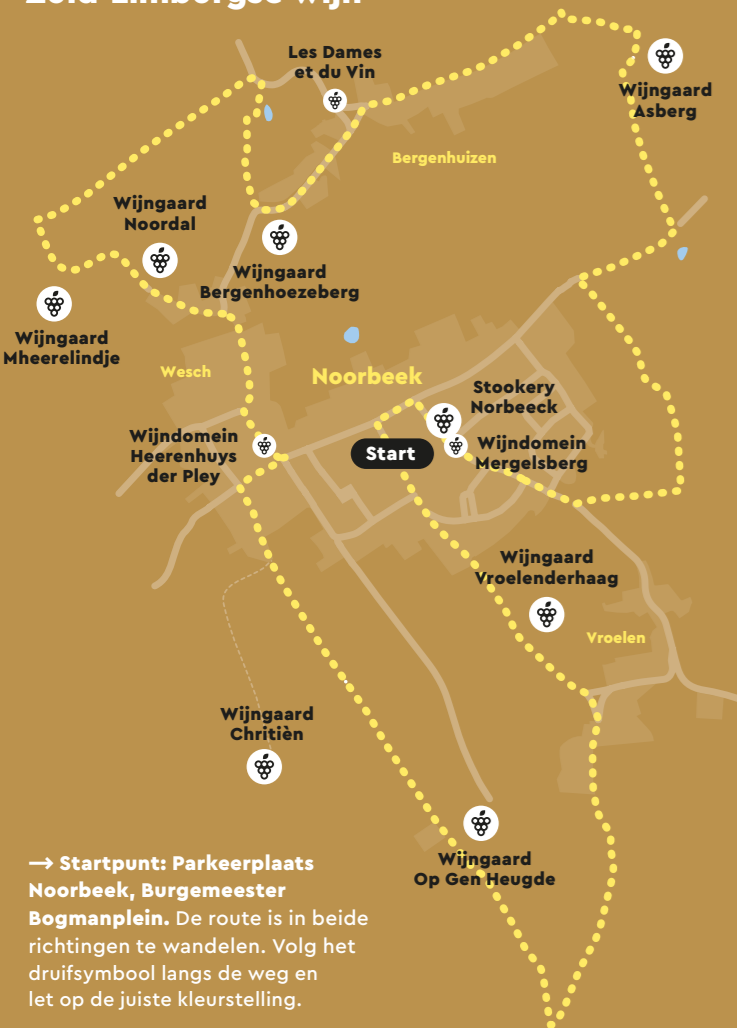 Zuid-Limburgse wijn
Les Dames
et du Vin
Wijngaard
Asberg
Bergenhuizen
Wijngaard
Noordal
Wijngaard
Bergenhoezeberg
Wijngaard
Mheerelindje
Wesch
Noorbeek
Stookery
Norbeeck
Wijndomein
Heerenhuys
der Pley
Start
Wijndomein
Mergelsberg
Wijngaard
Vroelenderhaag
Vroelen
Wijngaard
Chritièn
Wijngaard
Op Gen Heugde
→ Startpunt: Parkeerplaats
Noorbeek, Burgemeester
Bogmanplein. De route is in beide
richtingen te wandelen. Volg het
druifsymbool langs de weg en
let op de juiste kleurstelling.